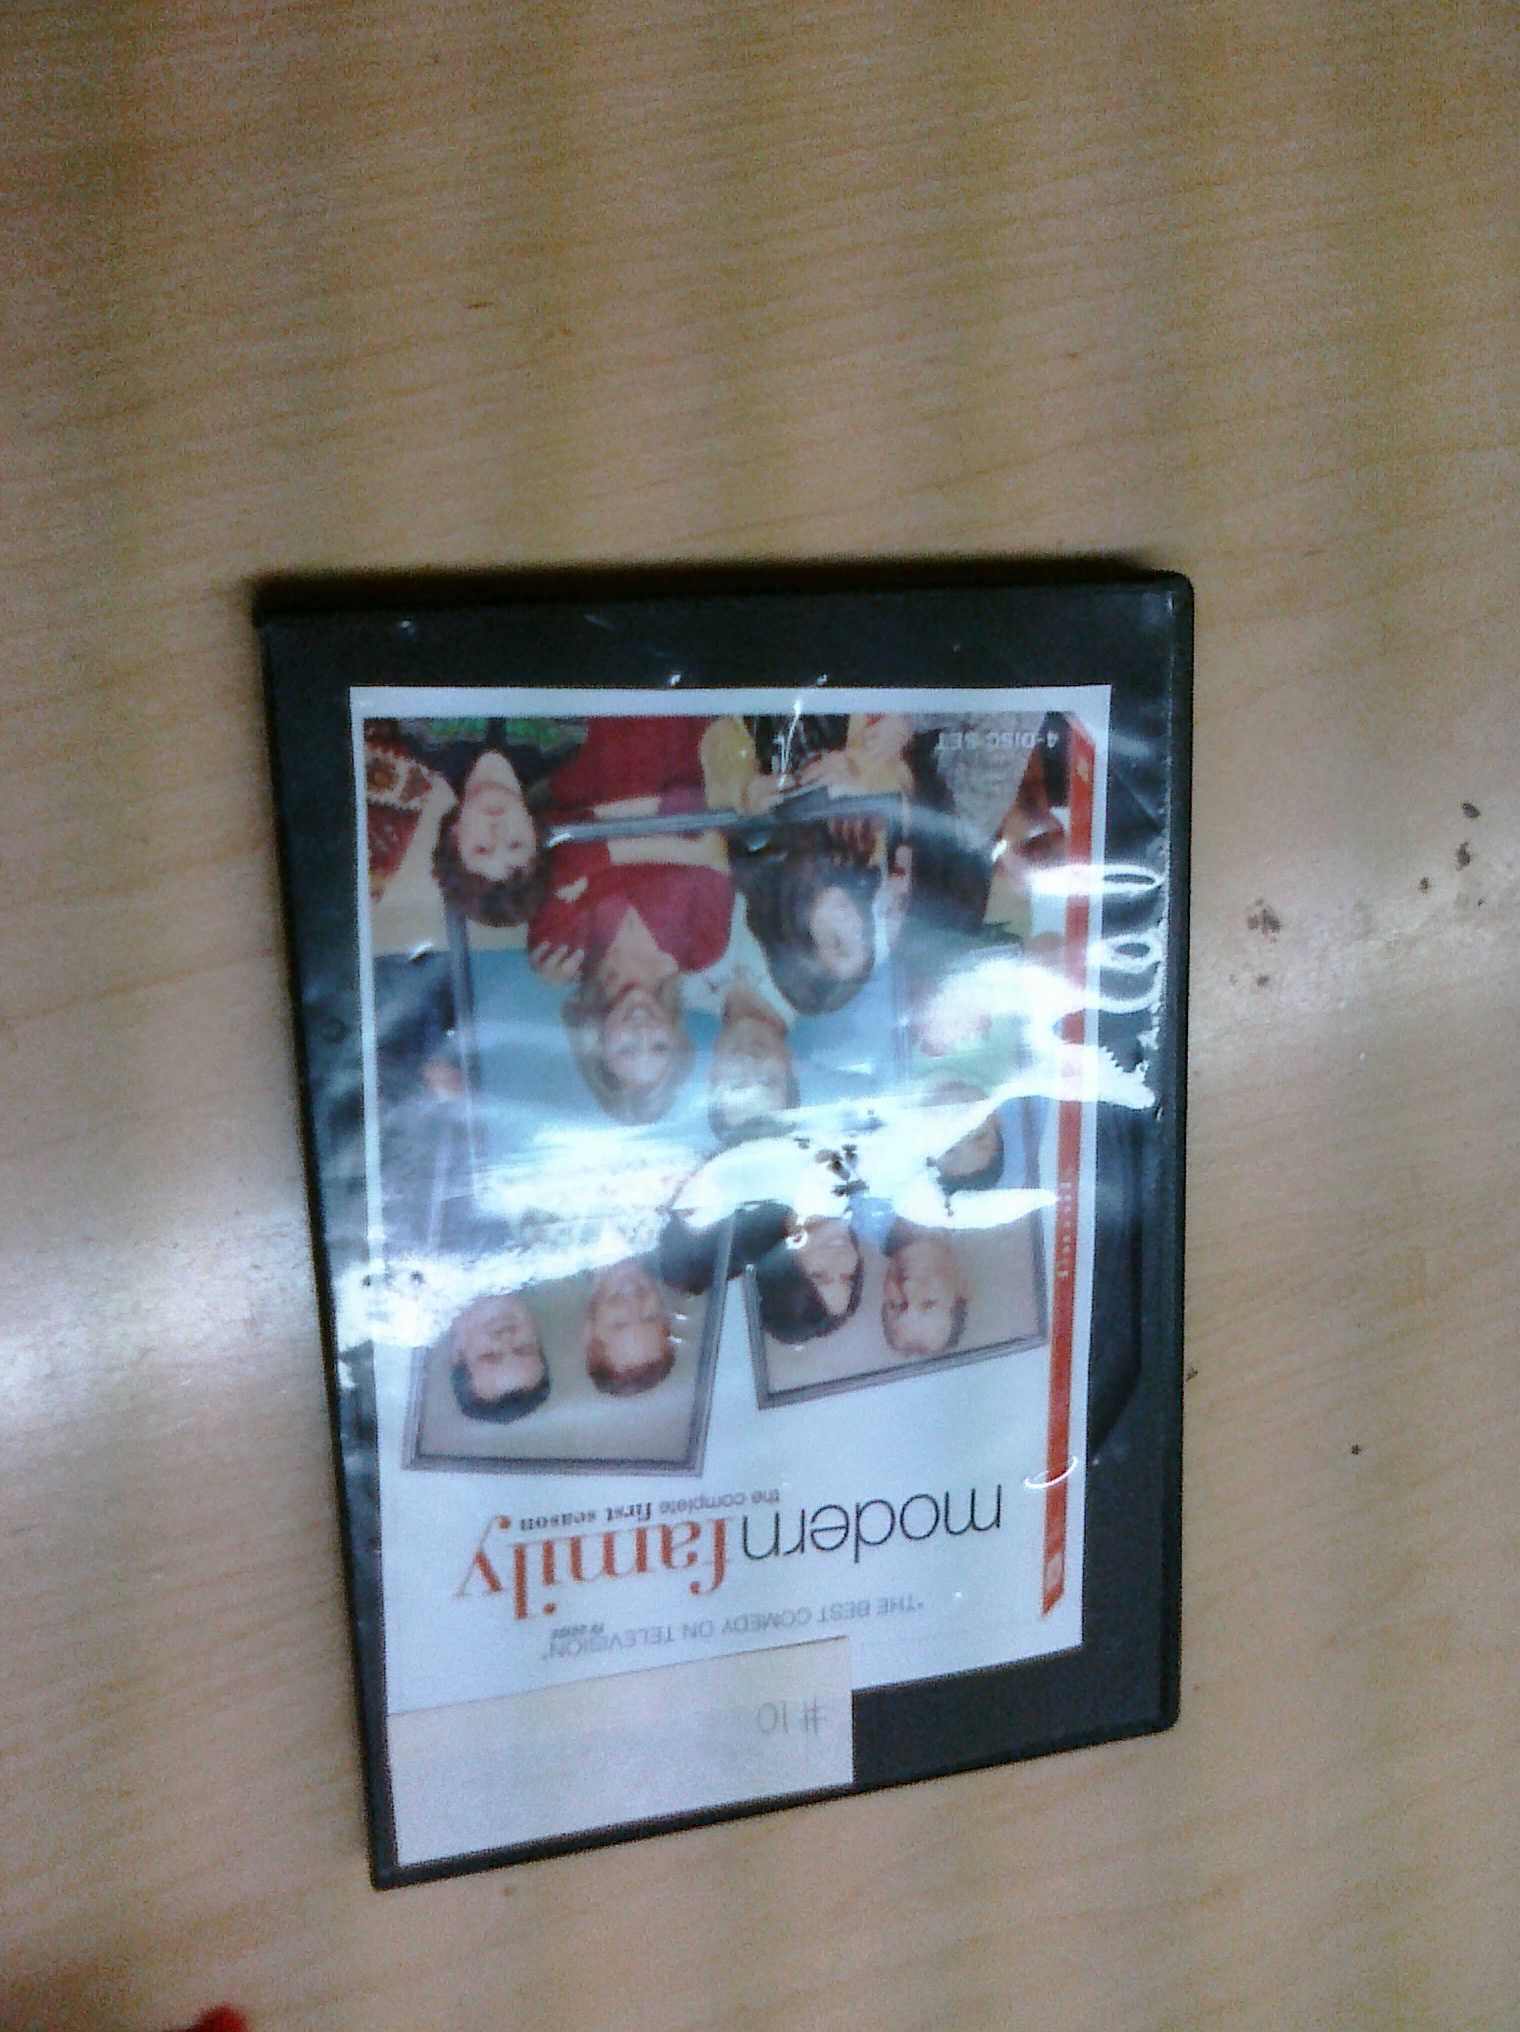 #10
"THE BEST COMEDY ON TELEVISION"
modern family
the complete first season
4-DISC SET